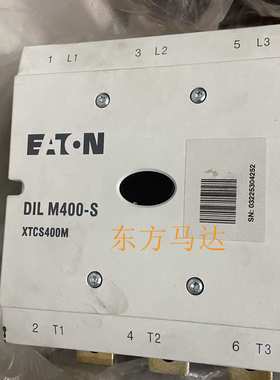 1 L1 3 L2 5 L3
EATON
DIL M400-S
XTCS400M
SN: 03225304252
东方马达
2 T1 4 T2 6 T3